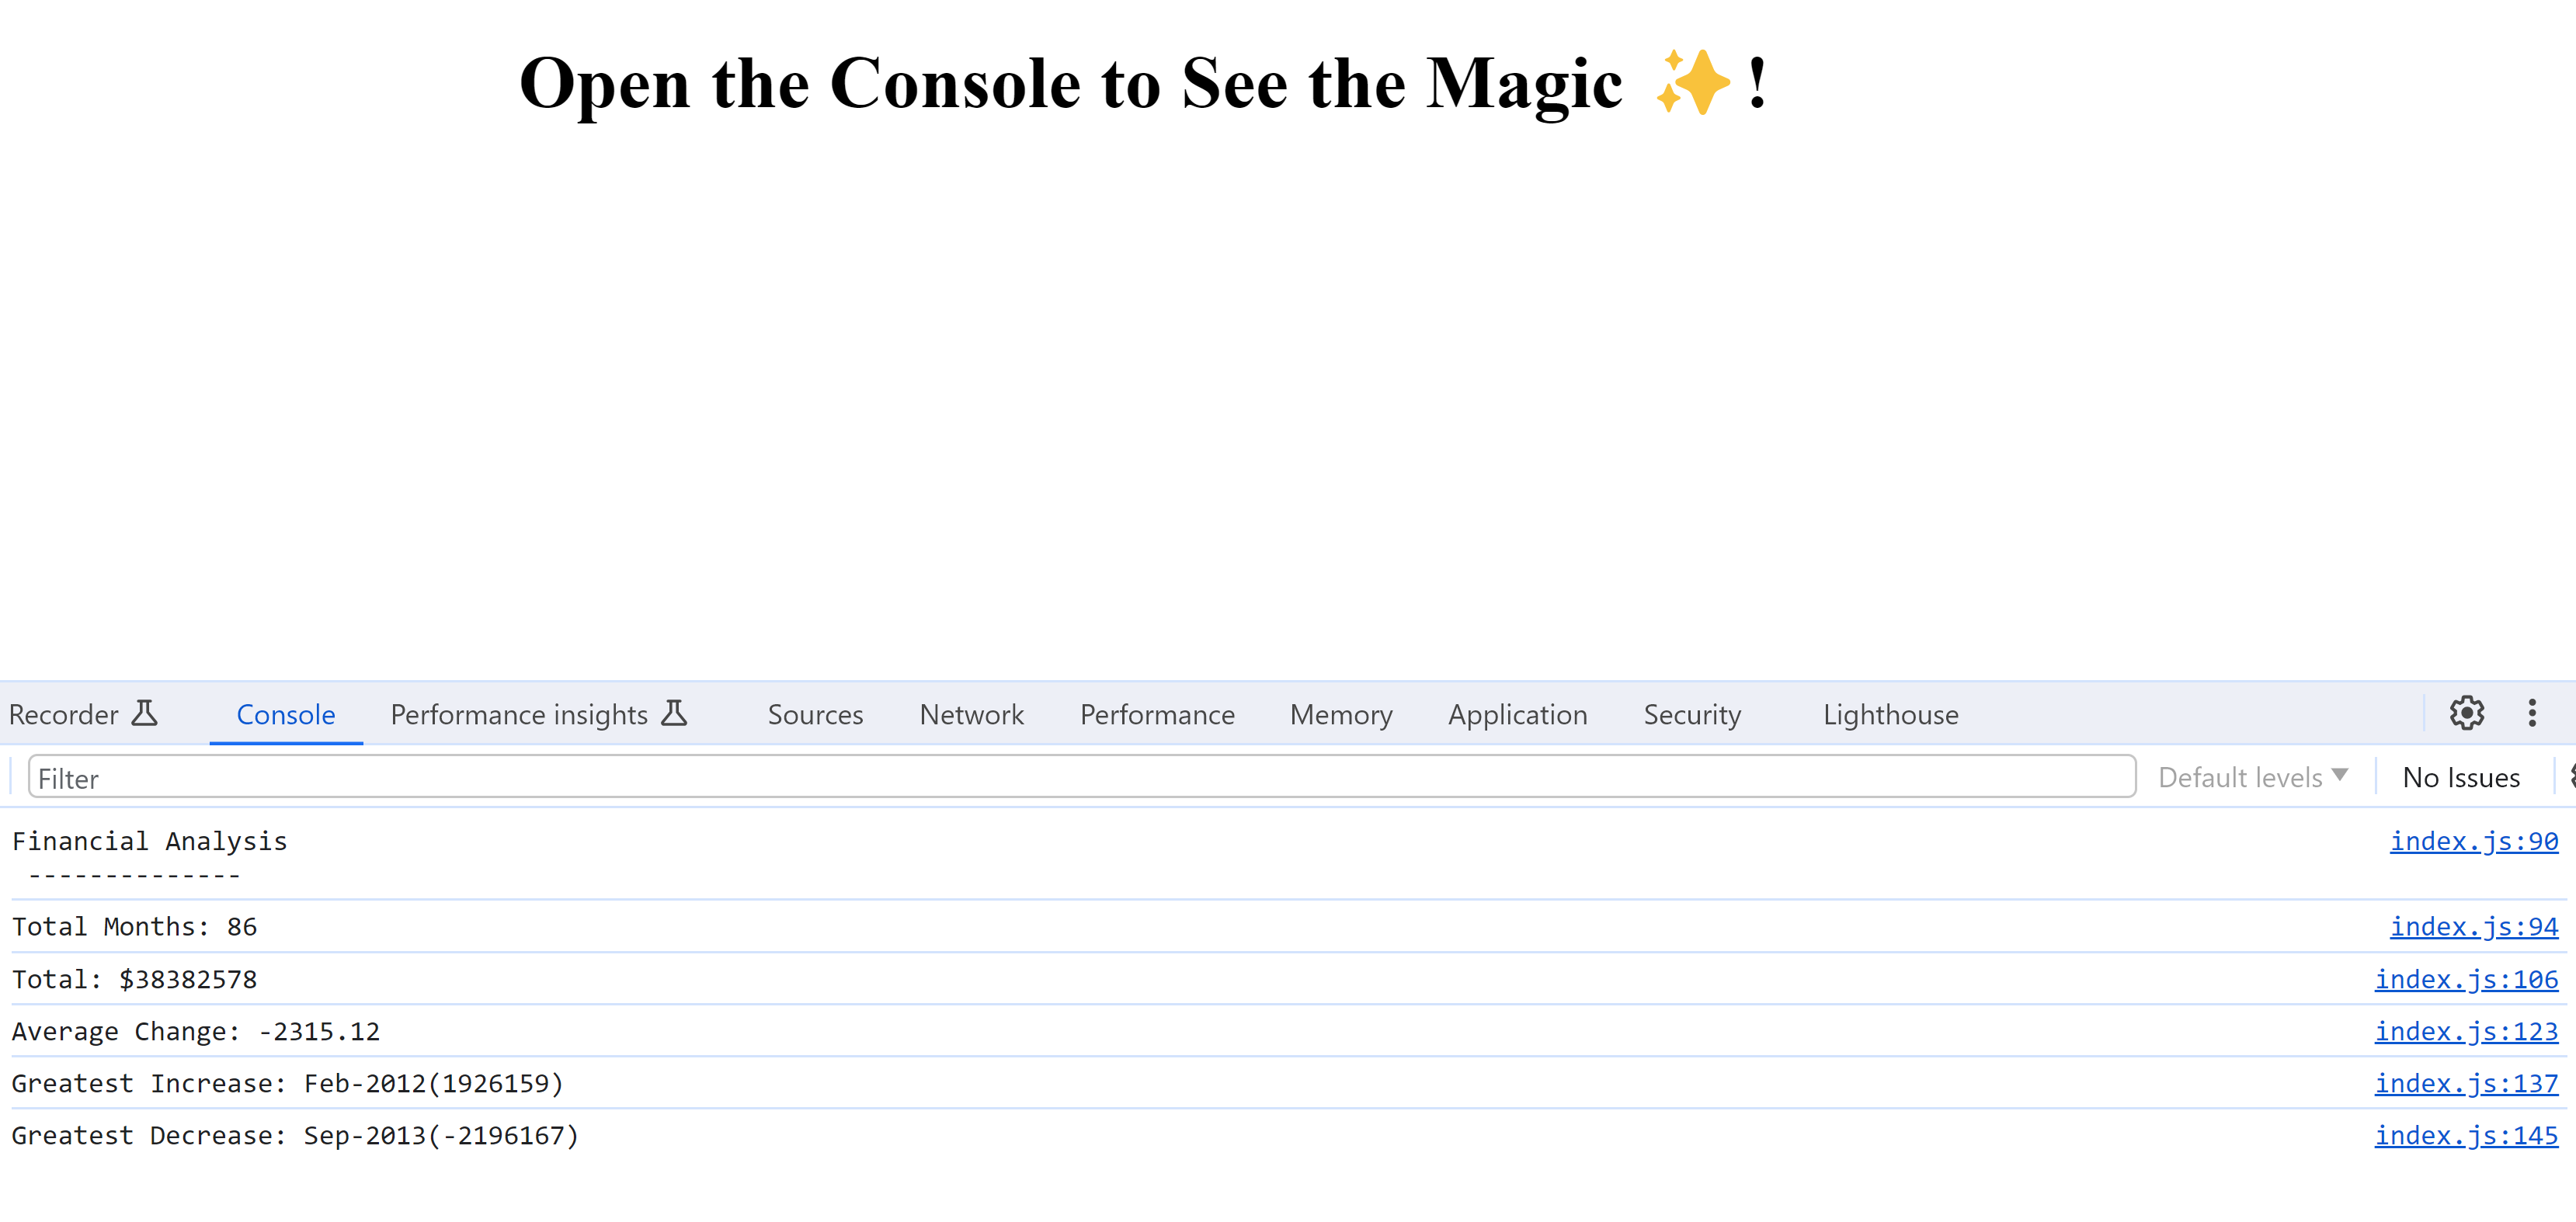 Open the Console to See the Magic ✨!
Recorder Console Performance insights Sources Network Performance Memory Application Security Lighthouse
Filter Default levels ▼ No Issues
Financial Analysis index.js:90
--------------
Total Months: 86 index.js:94
Total: $38382578 index.js:106
Average Change: -2315.12 index.js:123
Greatest Increase: Feb-2012(1926159) index.js:137
Greatest Decrease: Sep-2013(-2196167) index.js:145